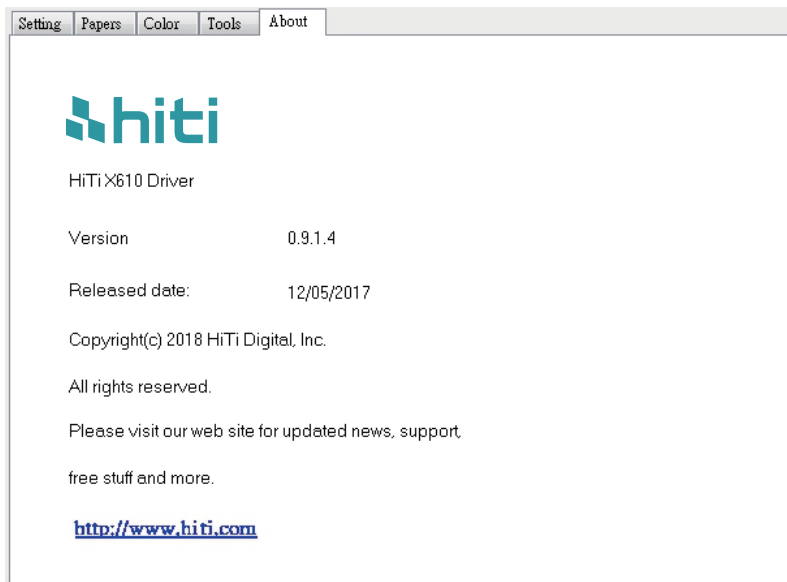 Setting Papers Color Tools About
hiti
HiTi X610 Driver
Version 0.9.1.4
Released date: 12/05/2017
Copyright(c) 2018 HiTi Digital, Inc.
All rights reserved.
Please visit our web site for updated news, support,
free stuff and more.
http://www.hiti.com